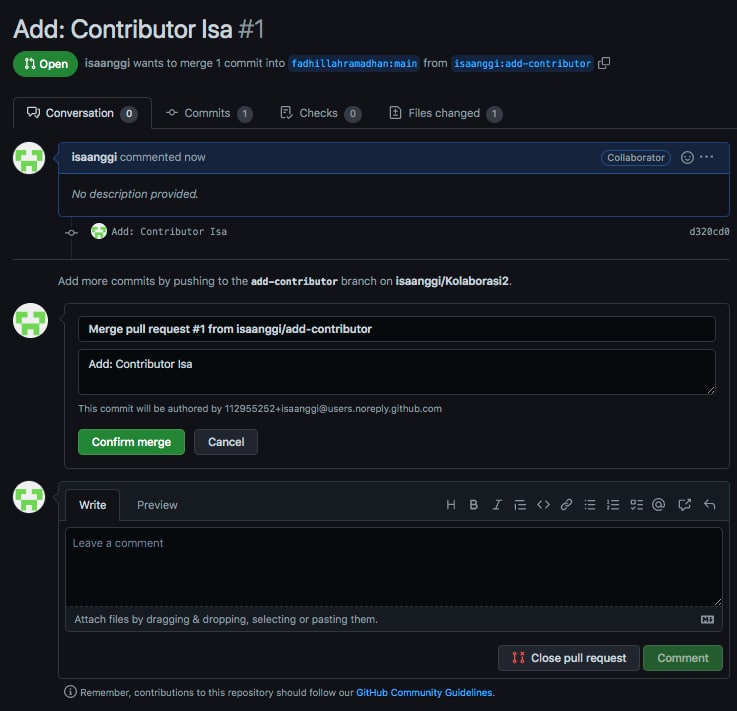 Add: Contributor Isa #1
Open isaanggi wants to merge 1 commit into fadhillahramadhan:main from isaanggi:add-contributor
Conversation 0 Commits 1 Checks 0 Files changed 1
isaanggi commented now Collaborator
No description provided.
Add: Contributor Isa d320cd0
Add more commits by pushing to the add-contributor branch on isaanggi/Kolaborasi2.
Merge pull request #1 from isaanggi/add-contributor
Add: Contributor Isa
This commit will be authored by 112955252+isaanggi@users.noreply.github.com
Confirm merge Cancel
Write Preview
Leave a comment
Attach files by dragging & dropping, selecting or pasting them.
Close pull request Comment
Remember, contributions to this repository should follow our GitHub Community Guidelines.